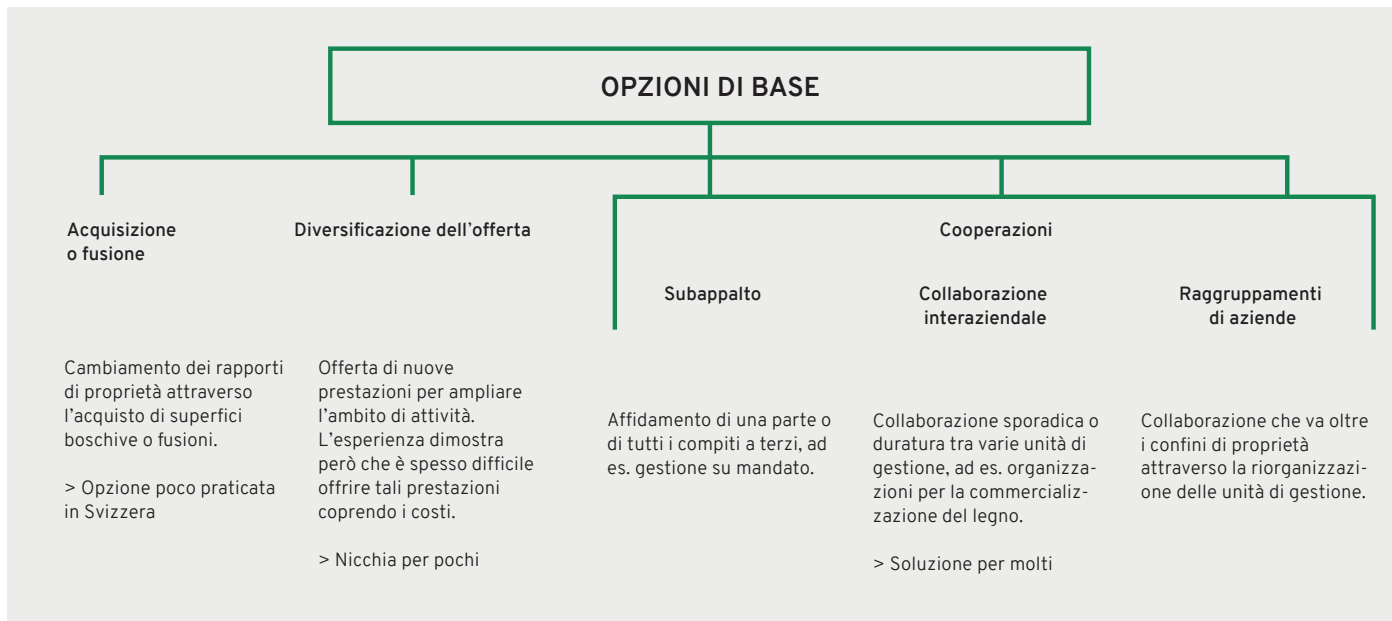 OPZIONI DI BASE
Acquisizione
o fusione
Cambiamento dei rapporti
di proprietà attraverso
l'acquisto di superfici
boschive o fusioni.
> Opzione poco praticata
in Svizzera
Diversificazione dell'offerta
Offerta di nuove
prestazioni per ampliare
l'ambito di attività.
L'esperienza dimostra
però che è spesso difficile
offrire tali prestazioni
coprendo i costi.
> Nicchia per pochi
Cooperazioni
Subappalto
Affidamento di una parte o
di tutti i compiti a terzi, ad
es. gestione su mandato.
Collaborazione
interaziendale
Collaborazione sporadica o
duratura tra varie unità di
gestione, ad es. organizza-
zioni per la commercializ-
zazione del legno.
> Soluzione per molti
Raggruppamenti
di aziende
Collaborazione che va oltre
i confini di proprietà
attraverso la riorganizzazi-
one delle unità di gestione.